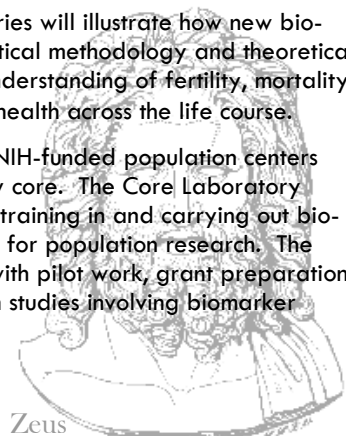 ries will illustrate how new bio-
tical methodology and theoretica
nderstanding of fertility, mortality
health across the life course.
NIH-funded population centers
y core. The Core Laboratory
training in and carrying out bio-
for population research. The
with pilot work, grant preparation
n studies involving biomarker
Zeus